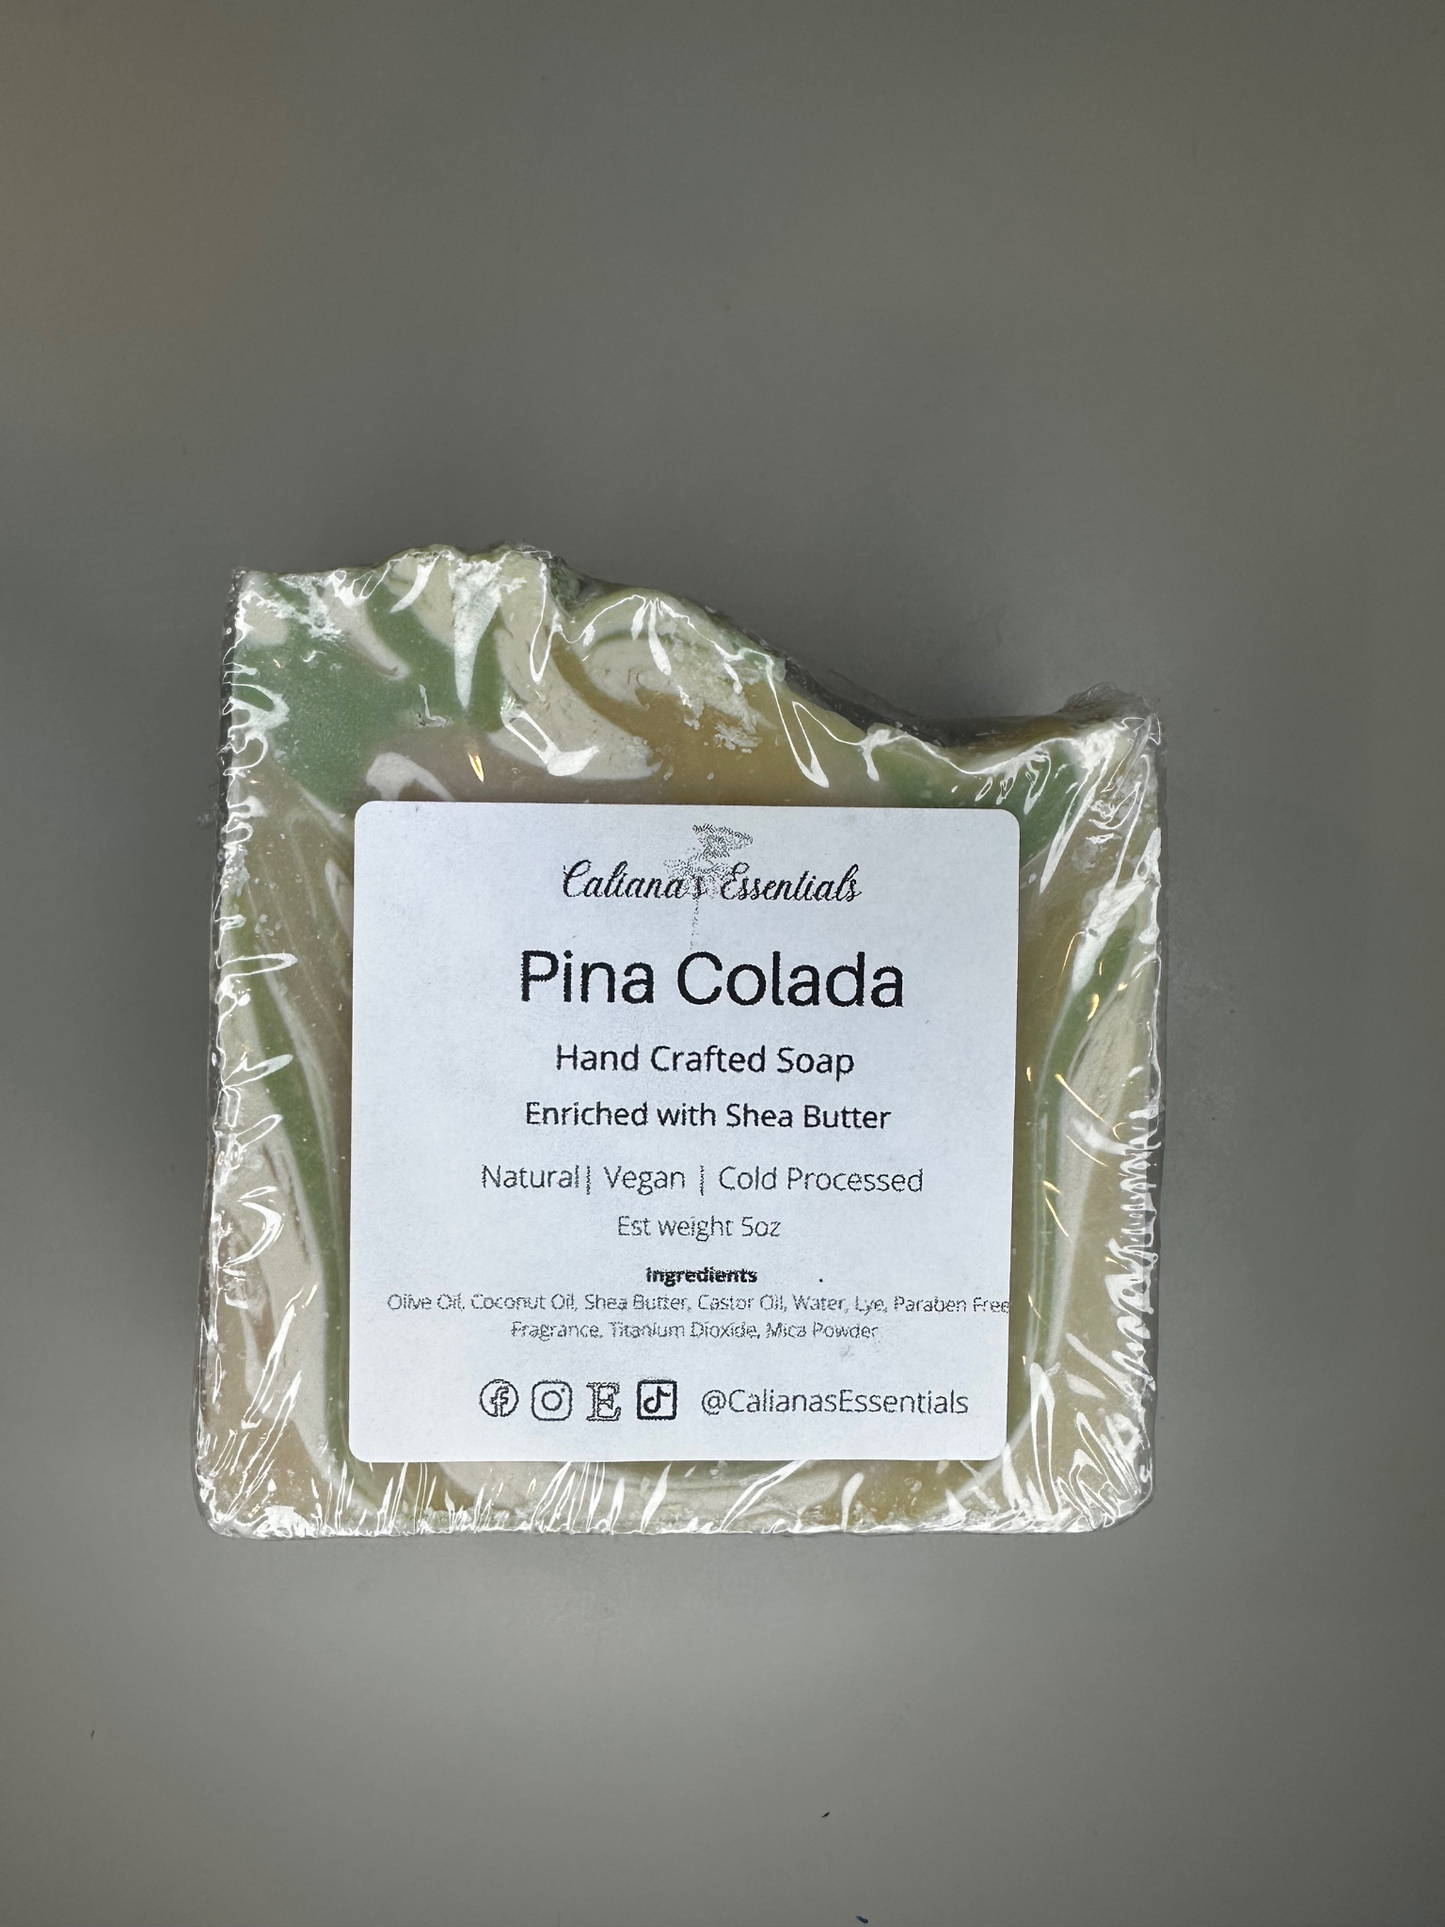 Caliana's Essentials
Pina Colada
Hand Crafted Soap
Enriched with Shea Butter
Natural| Vegan | Cold Processed
Est weight 5oz
Ingredients
Olive Oil, Coconut Oil, Shea Butter, Castor Oil, Water, Lye, Paraben Free
Fragrance, Titanium Dioxide, Mica Powder
E @CalianasEssentials